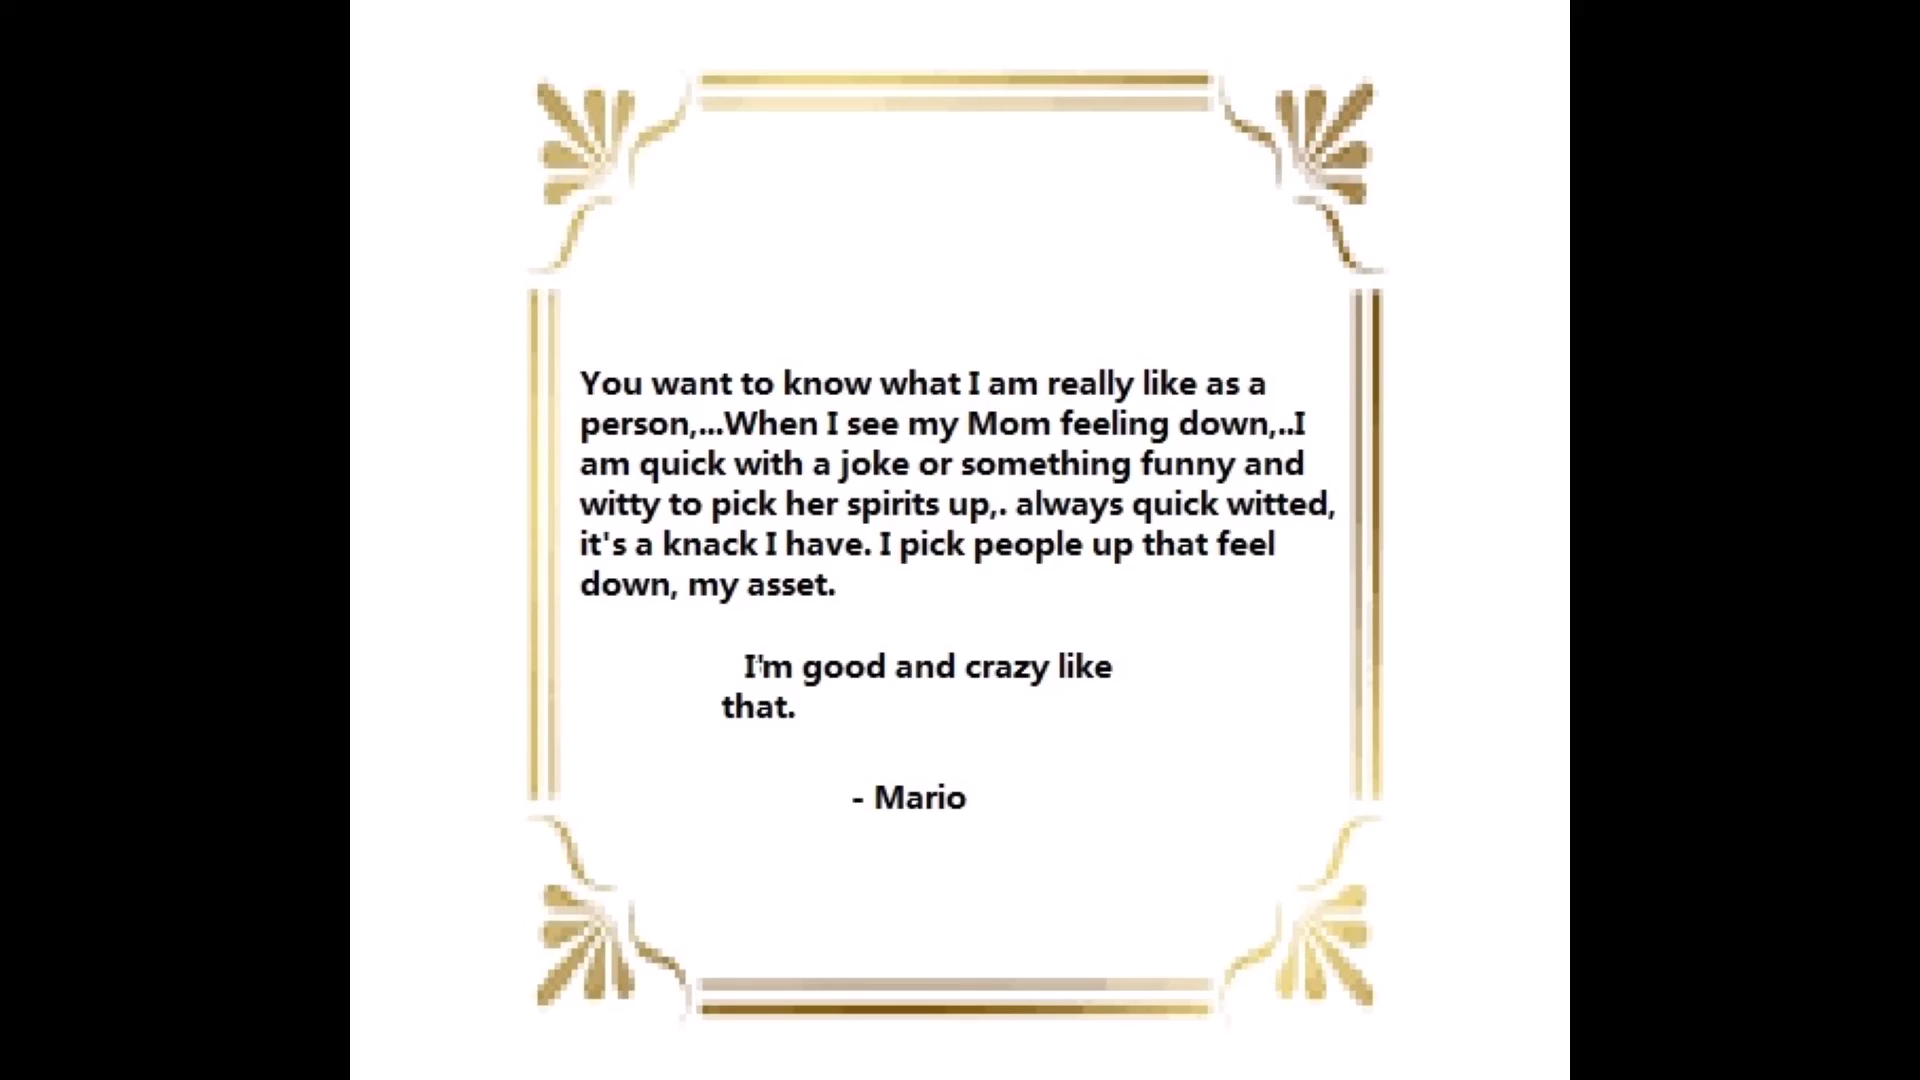 You want to know what I am really like as a
person,...When I see my Mom feeling down,..I
am quick with a joke or something funny and
witty to pick her spirits up,. always quick witted,
it's a knack I have. I pick people up that feel
down, my asset.
I'm good and crazy like
that.
- Mario